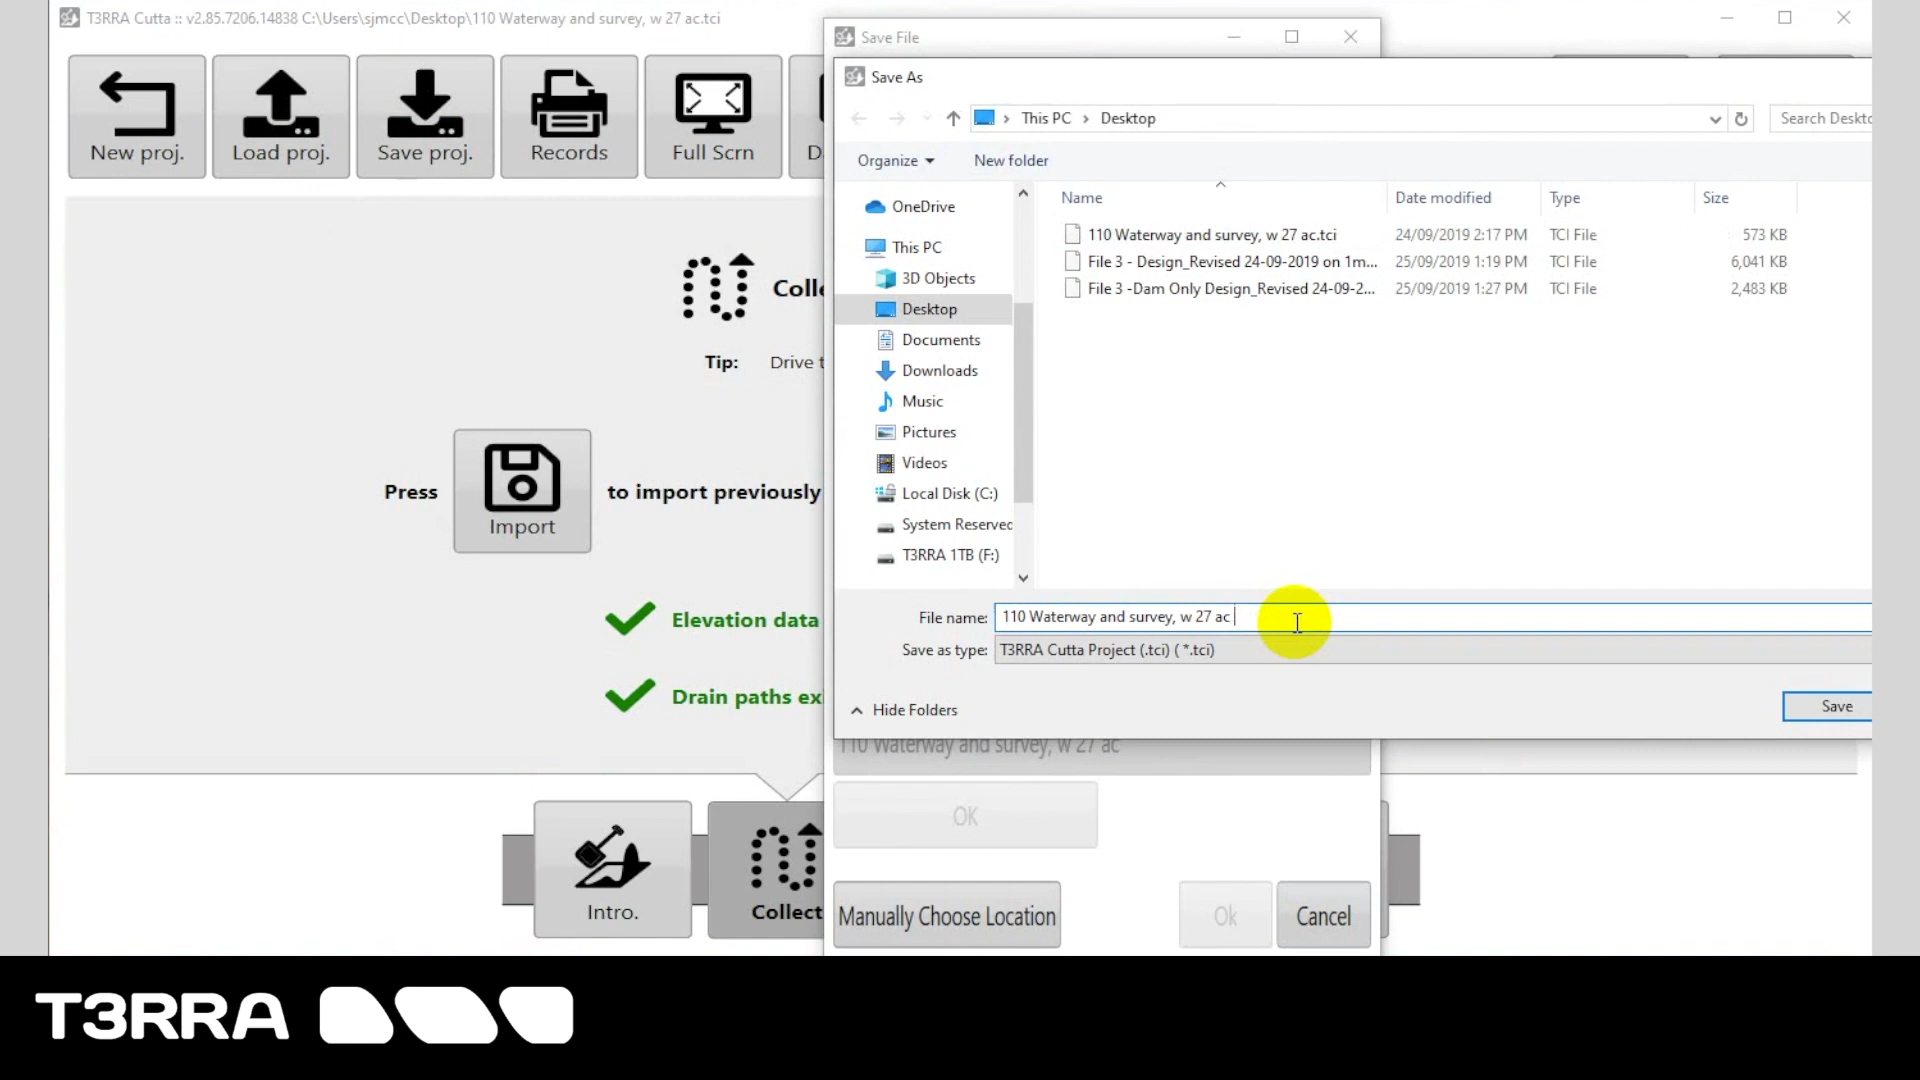 T3RRA Cutta :: v2.85.7206.14838 C:\Users\sjmcc\Desktop\110 Waterway and survey, w 27 ac.tci
New proj.
Load proj.
Save proj.
Records
Full Scrn
D
Colle
Tip: Drive t
Press
Import
to import previously
Elevation data
Drain paths ex
Intro.
Collect
Save File
Save As
This PC > Desktop
Search Deskto
Organize
New folder
OneDrive
This PC
3D Objects
Desktop
Documents
Downloads
Music
Pictures
Videos
Local Disk (C:)
System Reserved
T3RRA 1TB (F:)
Name Date modified Type Size
110 Waterway and survey, w 27 ac.tci 24/09/2019 2:17 PM TCI File 573 KB
File 3 - Design_Revised 24-09-2019 on 1m... 25/09/2019 1:19 PM TCI File 6,041 KB
File 3 -Dam Only Design_Revised 24-09-2... 25/09/2019 1:27 PM TCI File 2,483 KB
File name: 110 Waterway and survey, w 27 ac
Save as type: T3RRA Cutta Project (.tci) ( *.tci)
Hide Folders
Save
110 Waterway and survey, w 27 ac
OK
Manually Choose Location
Ok
Cancel
T3RRA